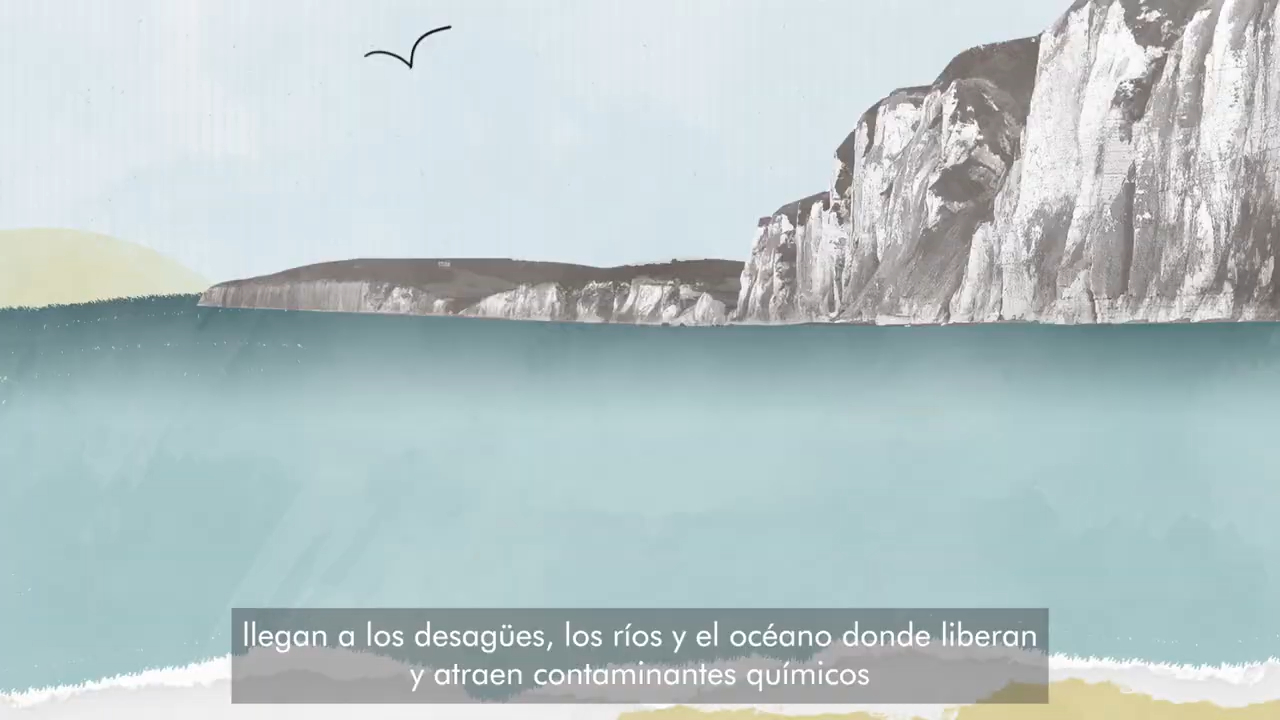 llegan a los desagües, los ríos y el océano donde liberan
y atraen contaminantes químicos